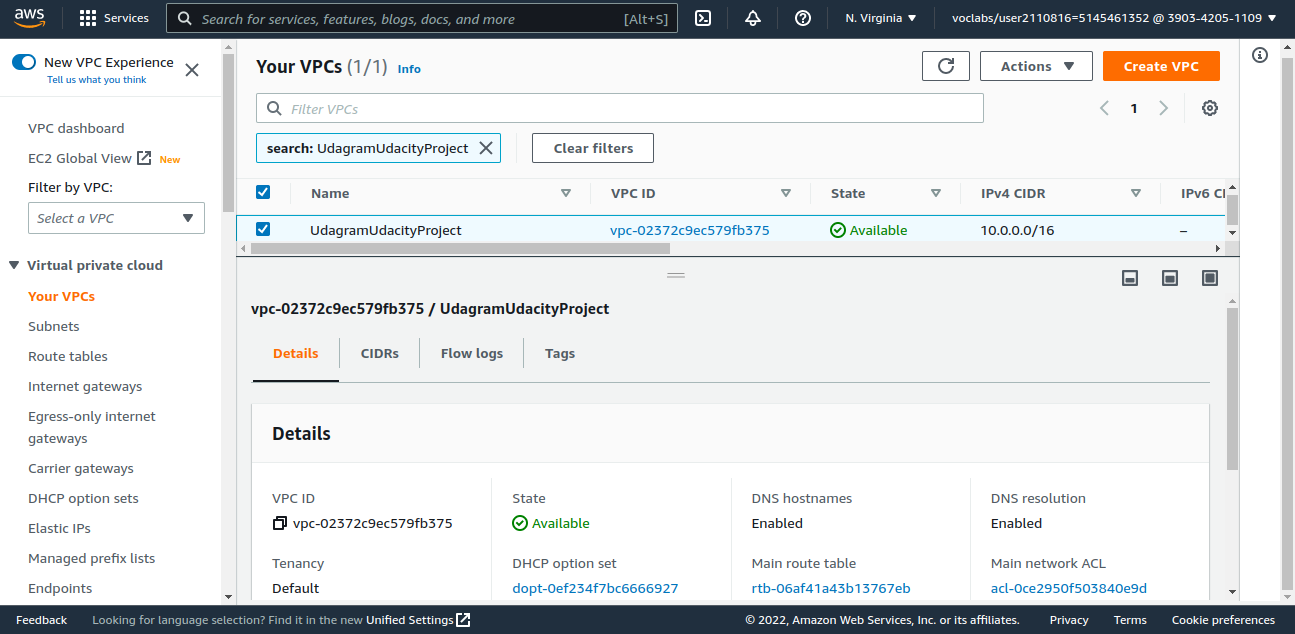 aws Services Search for services, features, blogs, docs, and more [Alt+S] N. Virginia voclabs/user2110816=5145461352 @ 3903-4205-1109
New VPC Experience
Tell us what you think
VPC dashboard
EC2 Global View New
Filter by VPC:
Select a VPC
Virtual private cloud
Your VPCs
Subnets
Route tables
Internet gateways
Egress-only internet
gateways
Carrier gateways
DHCP option sets
Elastic IPs
Managed prefix lists
Endpoints
Your VPCs (1/1) Info
Actions
Create VPC
Filter VPCs
1
search: UdagramUdacityProject
Clear filters
Name VPC ID State IPv4 CIDR IPv6 CI
UdagramUdacityProject vpc-02372c9ec579fb375 Available 10.0.0.0/16 –
vpc-02372c9ec579fb375 / UdagramUdacityProject
Details CIDRs Flow logs Tags
Details
VPC ID State DNS hostnames DNS resolution
vpc-02372c9ec579fb375 Available Enabled Enabled
Tenancy DHCP option set Main route table Main network ACL
Default dopt-0ef234f7bc6666927 rtb-06af41a43b13767eb acl-0ce2950f503840e9d
Feedback Looking for language selection? Find it in the new Unified Settings © 2022, Amazon Web Services, Inc. or its affiliates. Privacy Terms Cookie preferences